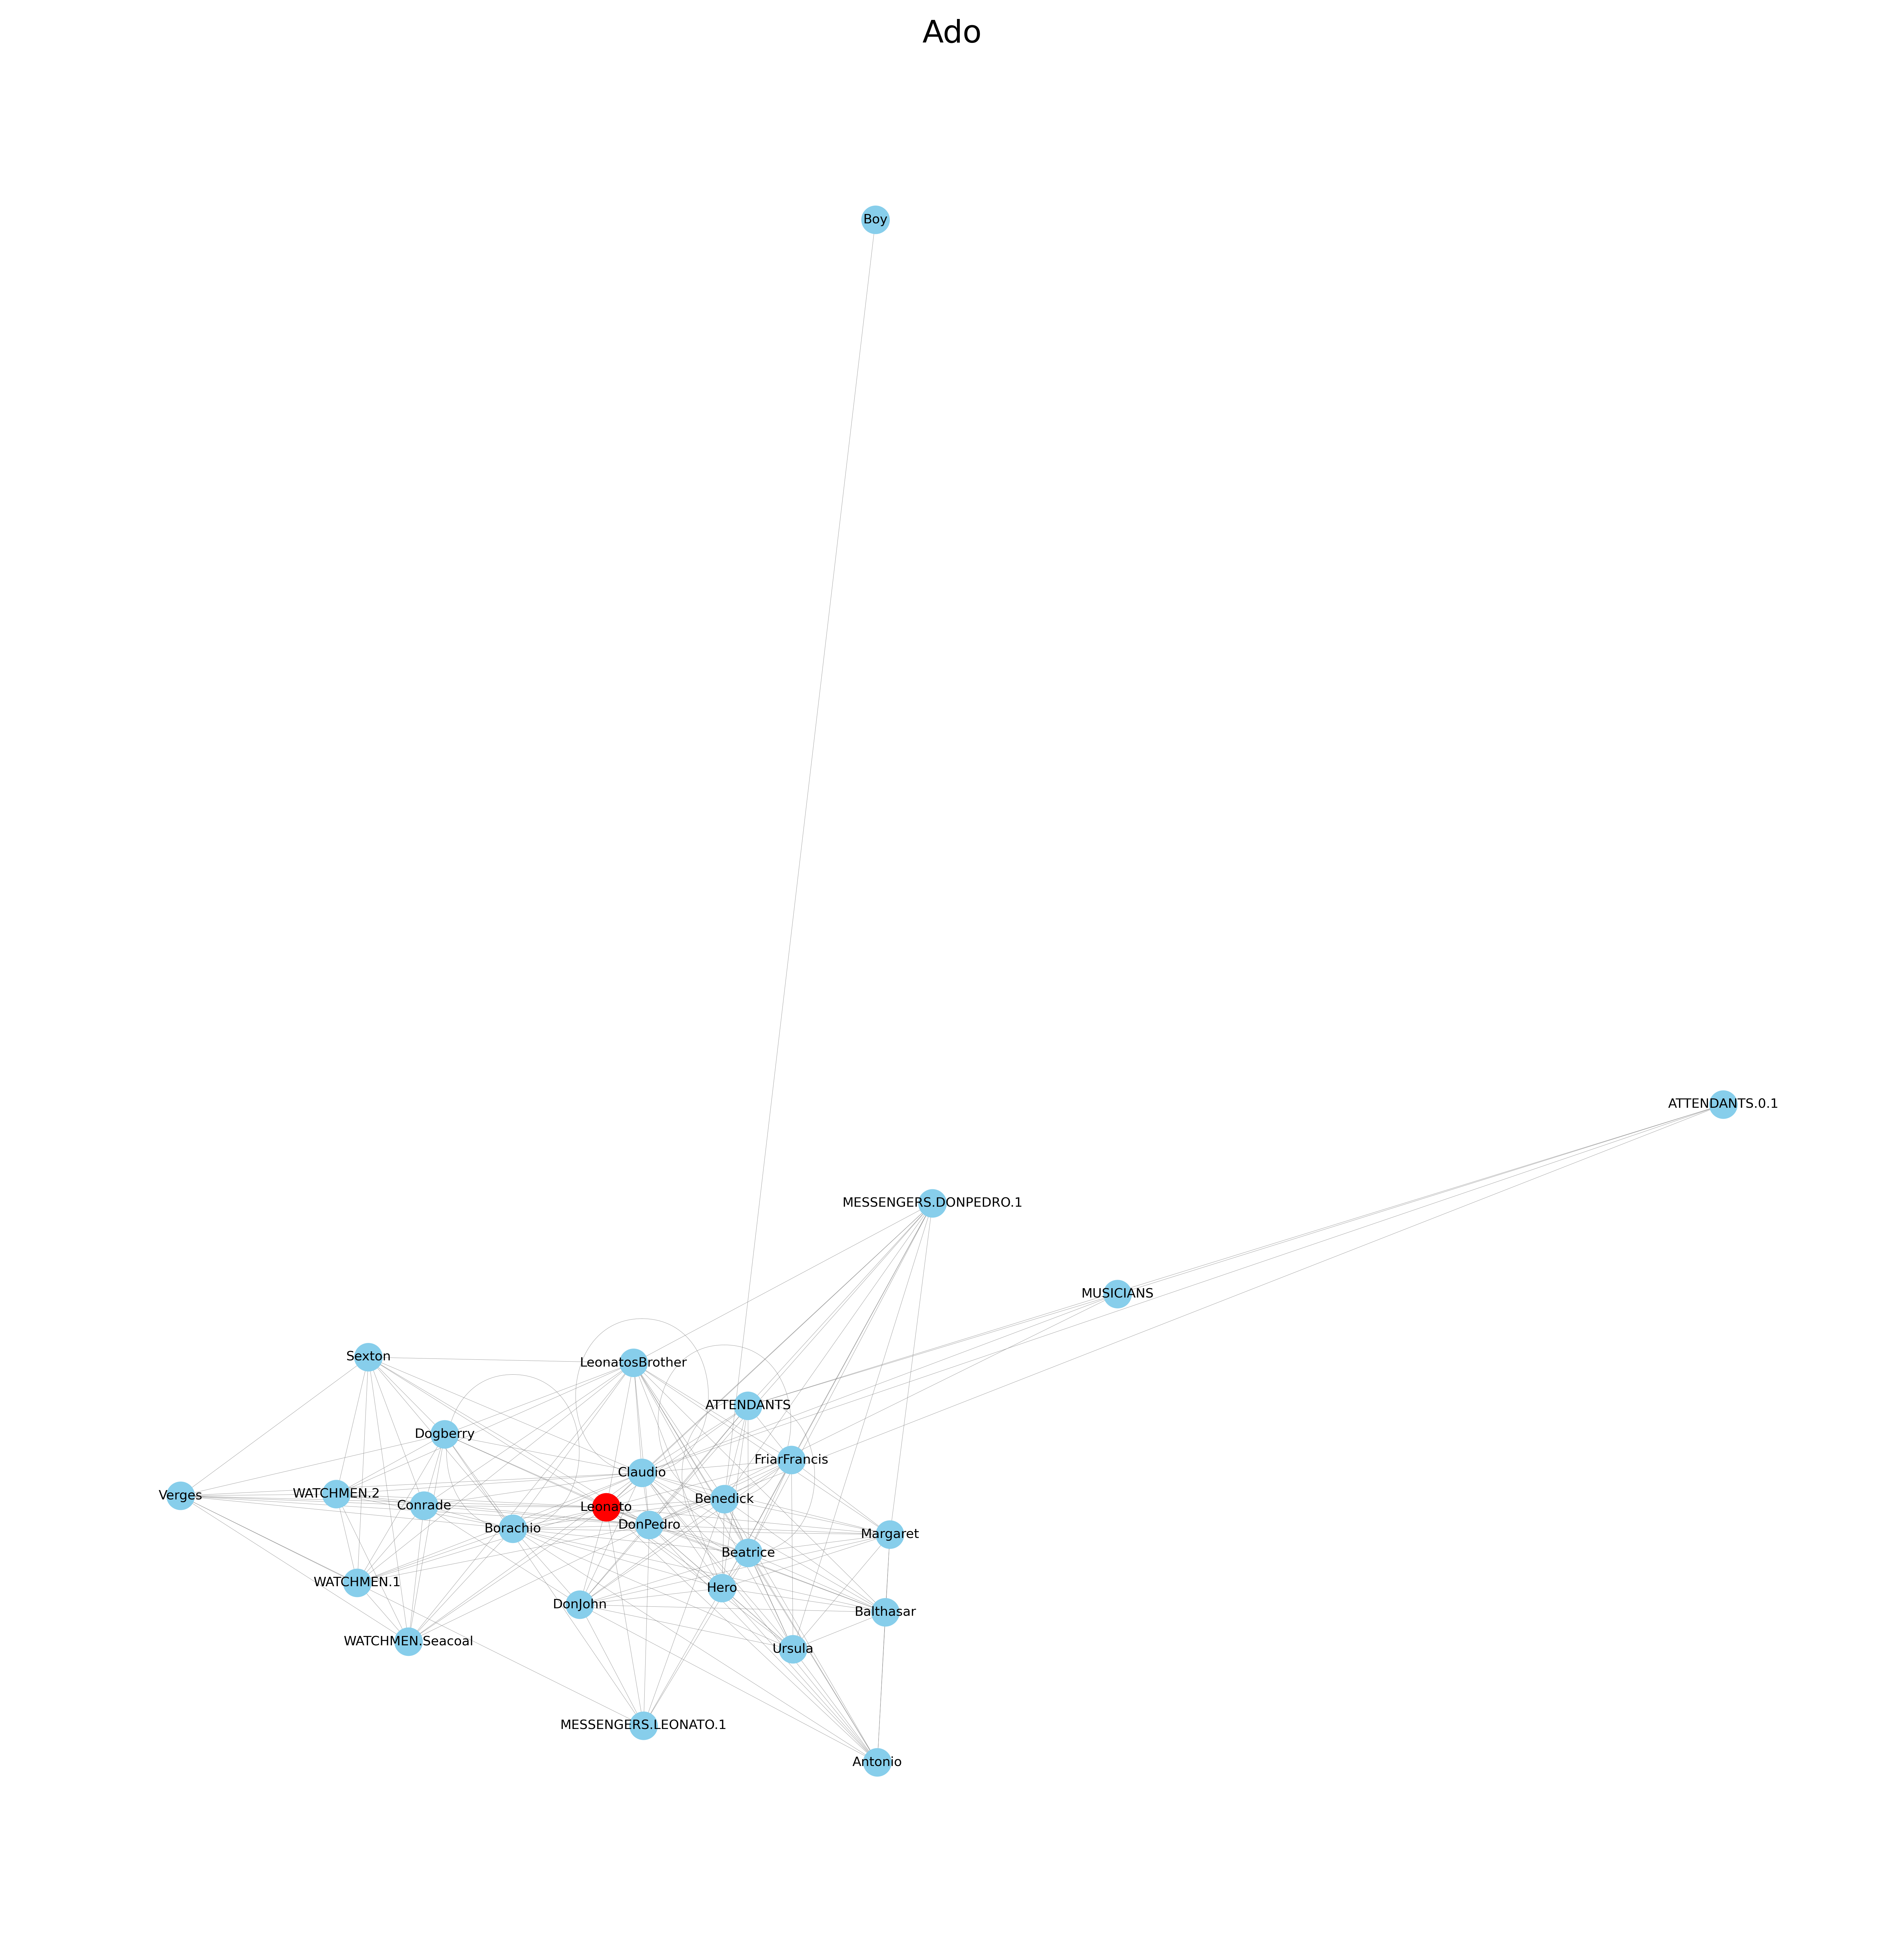 Ado
Boy
ATTENDANTS.0.1
MESSENGERS.DONPEDRO.1
MUSICIANS
Sexton
LeonatosBrother
ATTENDANTS
Dogberry
FriarFrancis
Claudio
Verges
WATCHMEN.2
Benedick
Conrade
Leonato
DonPedro
Borachio
Margaret
Beatrice
WATCHMEN.1
Hero
DonJohn
Balthasar
WATCHMEN.Seacoal
Ursula
MESSENGERS.LEONATO.1
Antonio